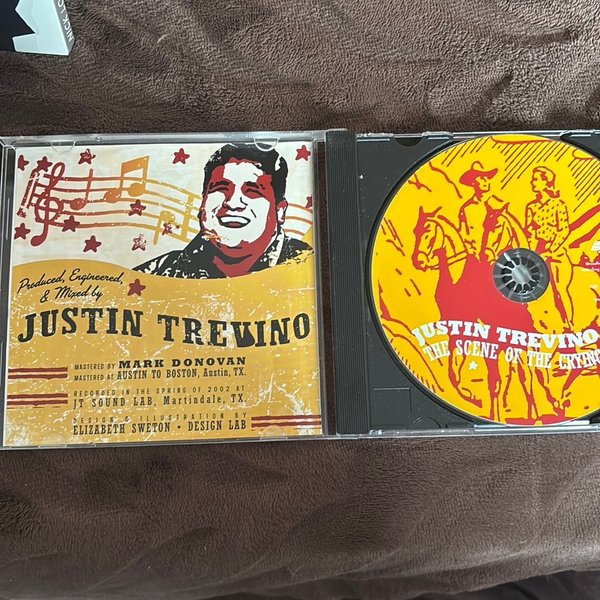 Produced, Engineered,
& Mixed by
JUSTIN TREVINO
MASTERED BY MARK DONOVAN
MASTERED AT AUSTIN TO BOSTON, Austin, TX.
RECORDED IN THE SPRING OF 2002 AT
JT SOUND LAB, Martindale, TX
DESIGN & ILLUSTRATION BY
ELIZABETH SWETON • DESIGN LAB
JUSTIN TREVINO
THE SCENE OF THE CRYING